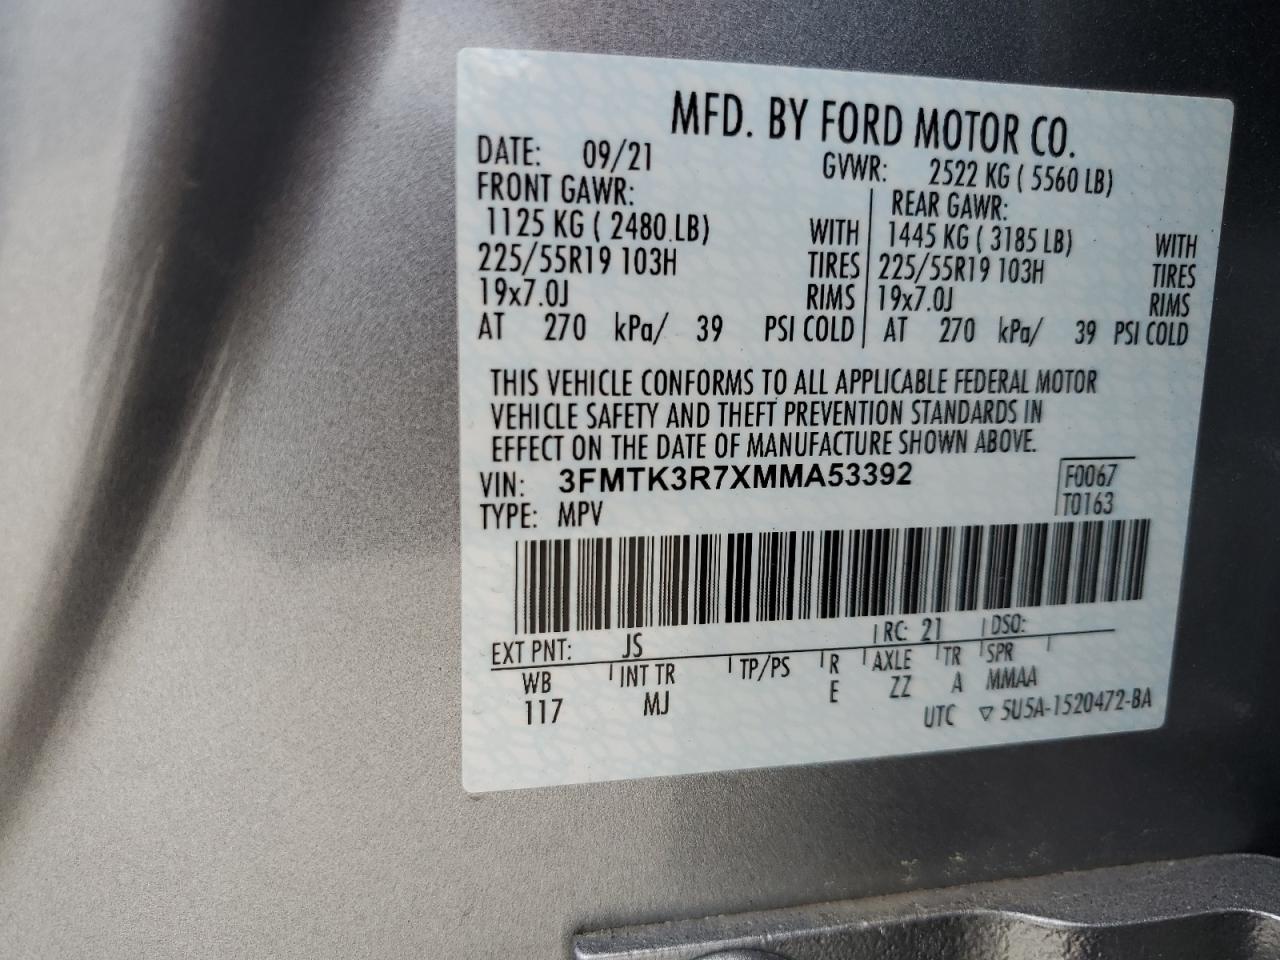 MFD. BY FORD MOTOR CO.
DATE: 09/21 GVWR: 2522 KG ( 5560 LB)
FRONT GAWR: REAR GAWR:
1125 KG ( 2480 LB) WITH 1445 KG ( 3185 LB) WITH
225/55R19 103H TIRES 225/55R19 103H TIRES
19x7.0J RIMS 19x7.0J RIMS
AT 270 kPa/ 39 PSI COLD AT 270 kPa/ 39 PSI COLD
THIS VEHICLE CONFORMS TO ALL APPLICABLE FEDERAL MOTOR
VEHICLE SAFETY AND THEFT PREVENTION STANDARDS IN
EFFECT ON THE DATE OF MANUFACTURE SHOWN ABOVE.
VIN: 3FMTK3R7XMMA53392 F0067
TYPE: MPV T0163
EXT PNT: JS RC: 21 DSO:
WB INT TR TP/PS R AXLE TR SPR
117 MJ E ZZ A MMAA
UTC ▽ 5U5A-1520472-BA